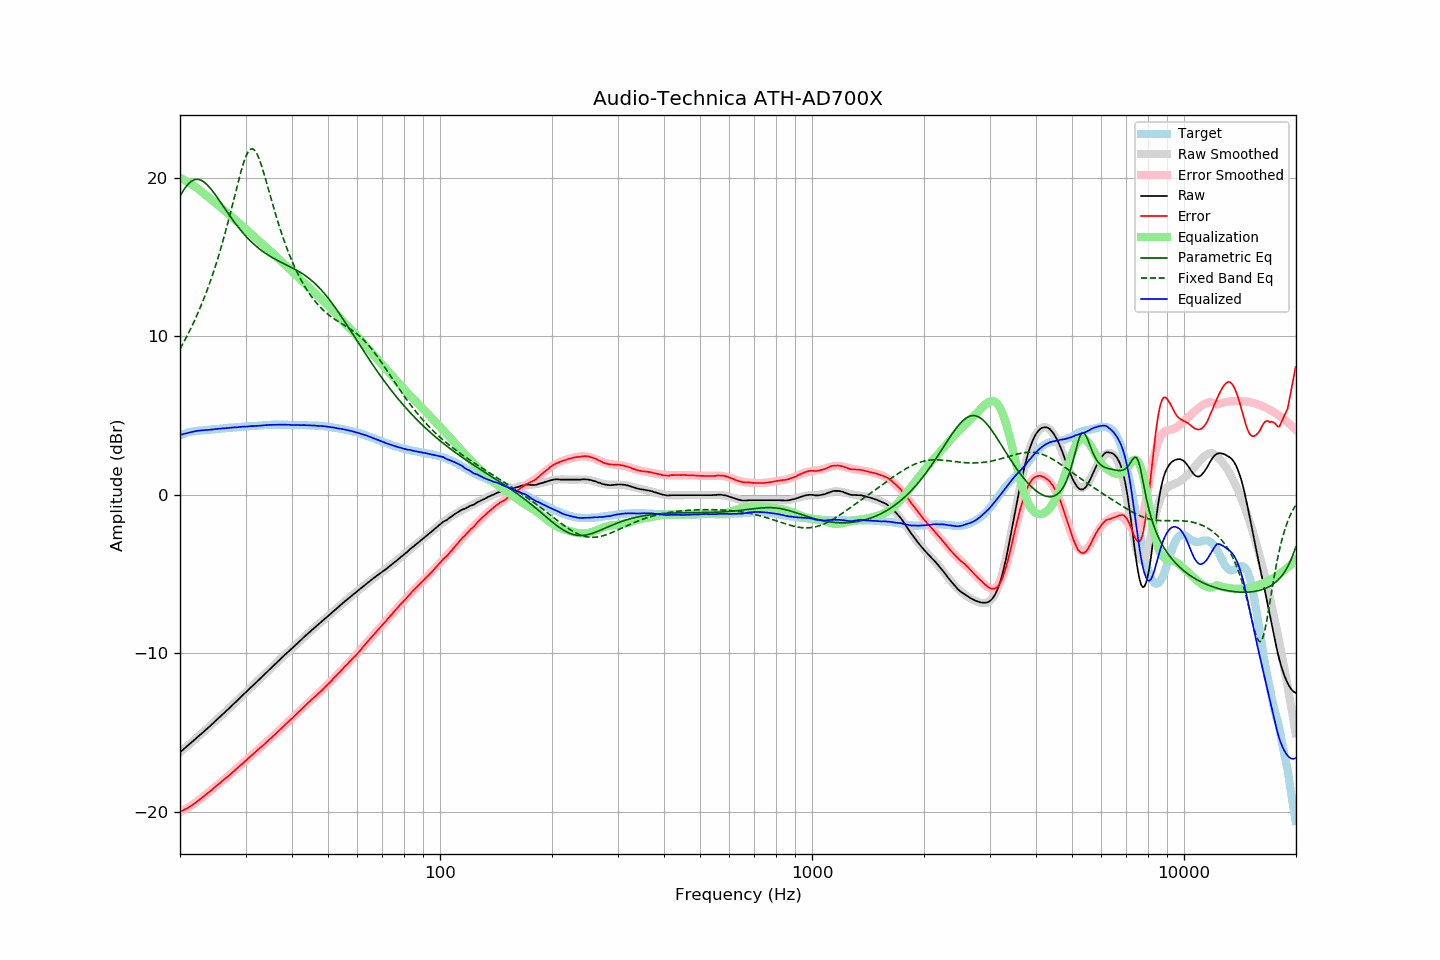 Audio-Technica ATH-AD700X
Target
Raw Smoothed
Error Smoothed
Raw
Error
Equalization
Parametric Eq
Fixed Band Eq
Equalized
20
10
0
−10
−20
Amplitude (dBr)
100
1000
10000
Frequency (Hz)